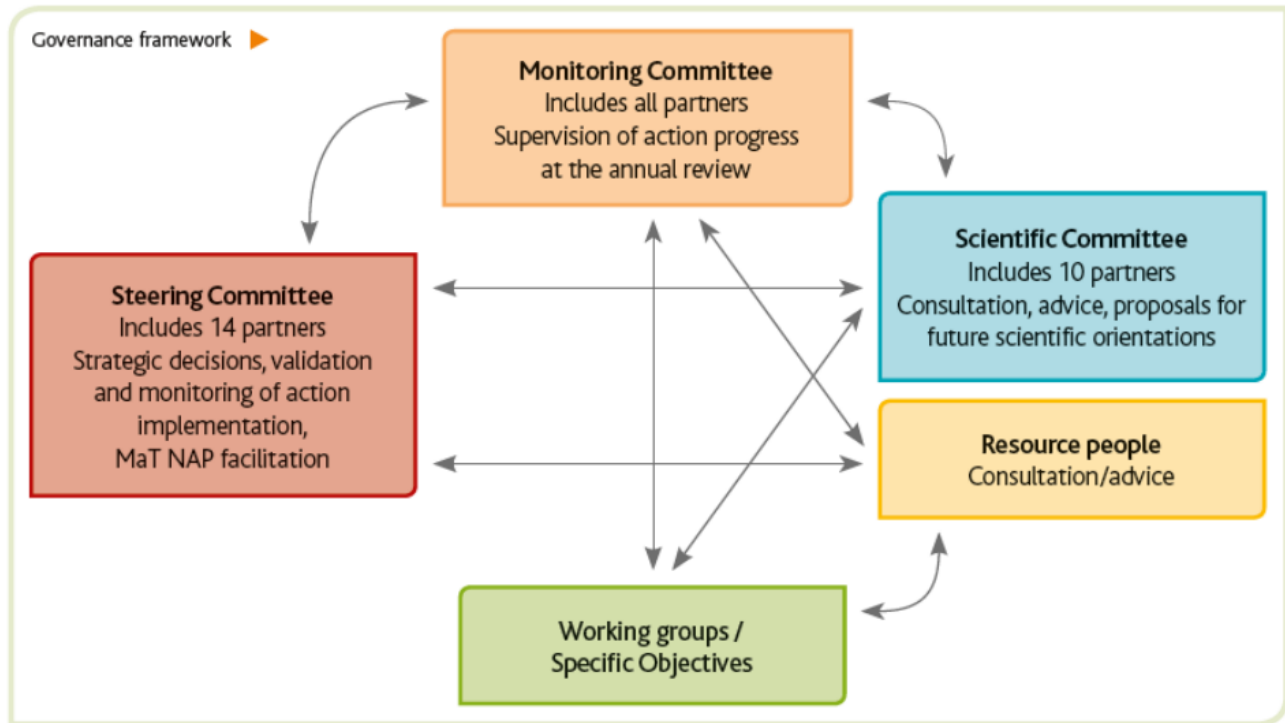 Governance framework
Monitoring Committee
Includes all partners
Supervision of action progress
at the annual review
Steering Committee
Includes 14 partners
Strategic decisions, validation
and monitoring of action
implementation,
MaT NAP facilitation
Scientific Committee
Includes 10 partners
Consultation, advice, proposals for
future scientific orientations
Resource people
Consultation/advice
Working groups /
Specific Objectives